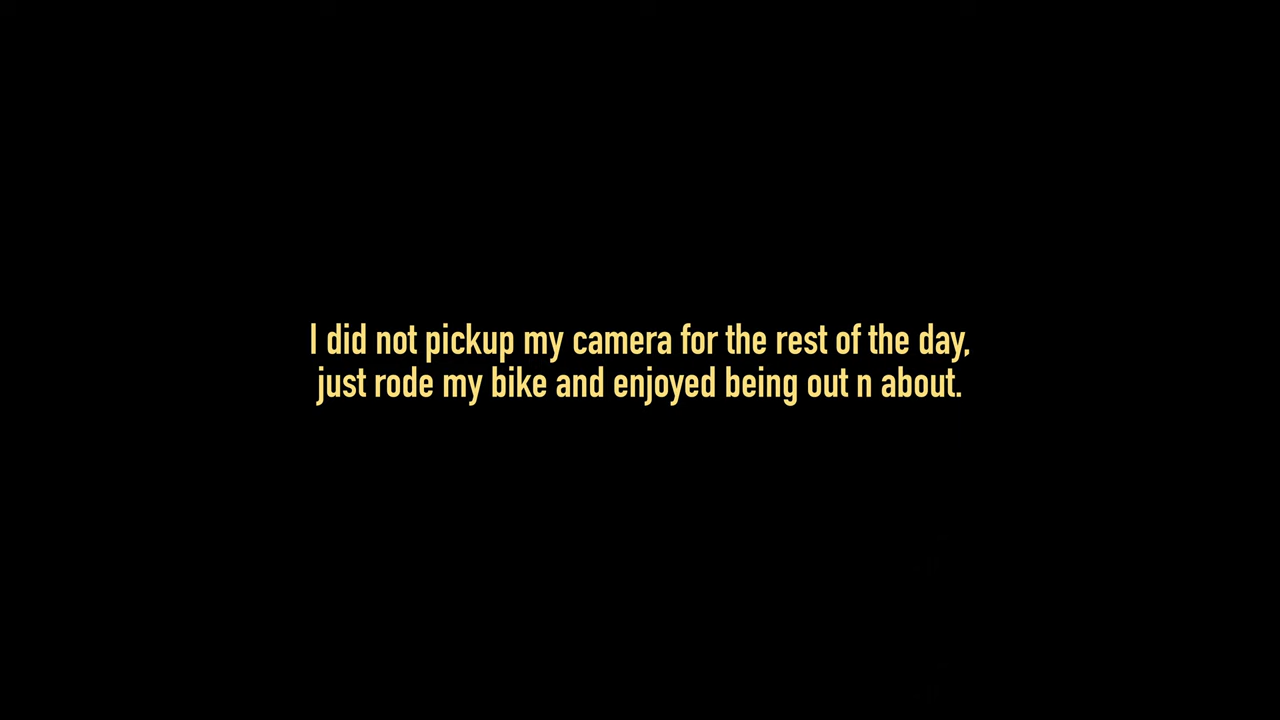 I did not pickup my camera for the rest of the day,
just rode my bike and enjoyed being out n about.